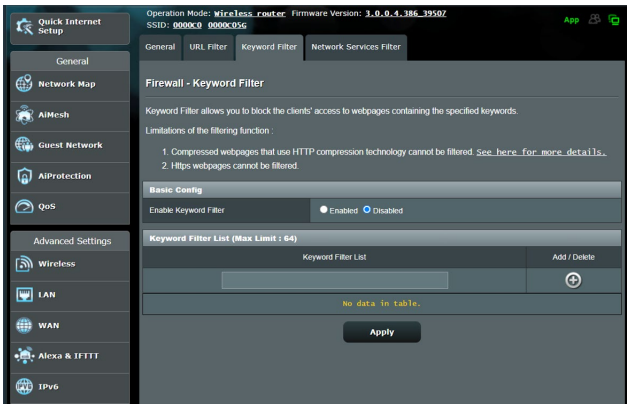 Quick Internet
Setup
Operation Mode: Wireless router Firmware Version: 3.0.0.4.386_39507
SSID: 0000c0 0000c05G
App
General
Network Map
AiMesh
Guest Network
AiProtection
QoS
Advanced Settings
Wireless
LAN
WAN
Alexa & IFTTT
IPv6
General URL Filter Keyword Filter Network Services Filter
Firewall - Keyword Filter
Keyword Filter allows you to block the clients' access to webpages containing the specified keywords.
Limitations of the filtering function :
1. Compressed webpages that use HTTP compression technology cannot be filtered. See here for more details.
2. Https webpages cannot be filtered.
Basic Config
Enable Keyword Filter Enabled Disabled
Keyword Filter List (Max Limit : 64)
Keyword Filter List Add / Delete
No data in table.
Apply